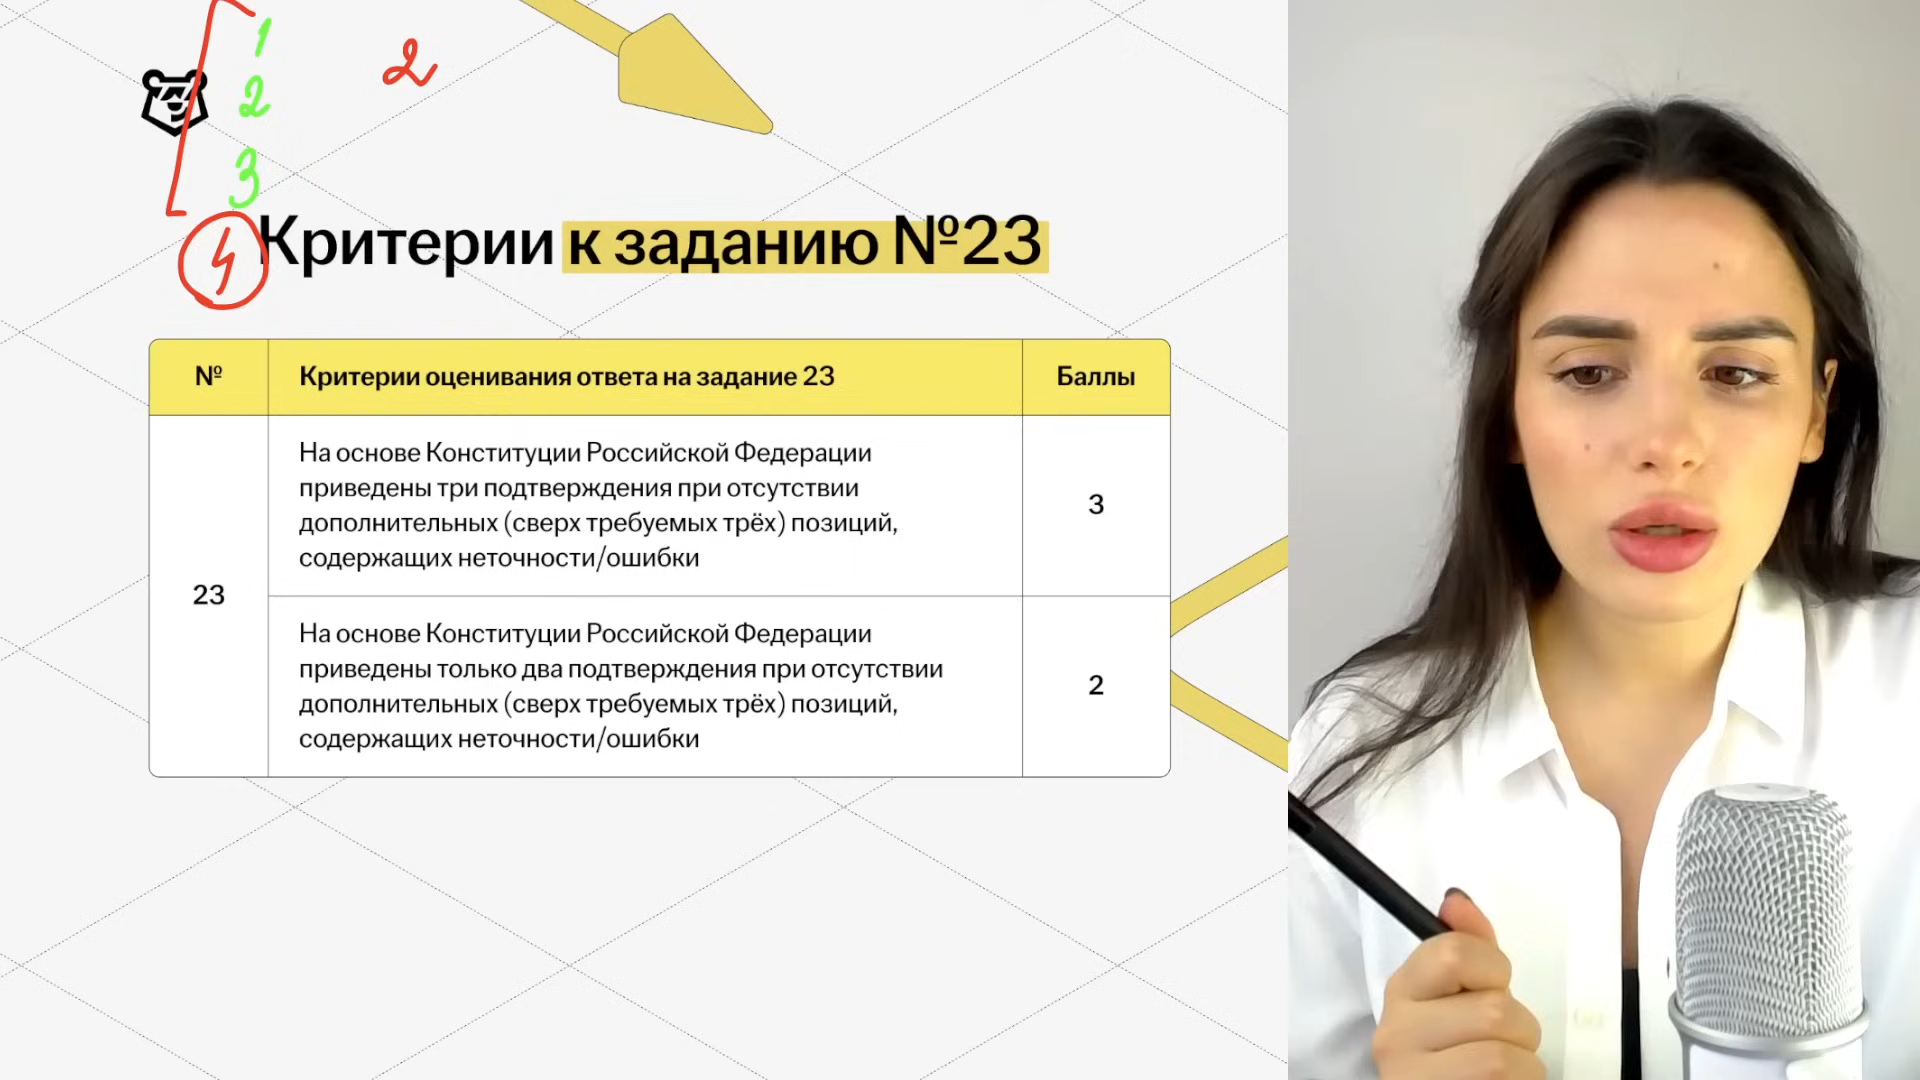 1
2
2
3
4
Критерии к заданию №23
№
Критерии оценивания ответа на задание 23
Баллы
23
На основе Конституции Российской Федерации
приведены три подтверждения при отсутствии
дополнительных (сверх требуемых трёх) позиций,
содержащих неточности/ошибки
3
На основе Конституции Российской Федерации
приведены только два подтверждения при отсутствии
дополнительных (сверх требуемых трёх) позиций,
содержащих неточности/ошибки
2